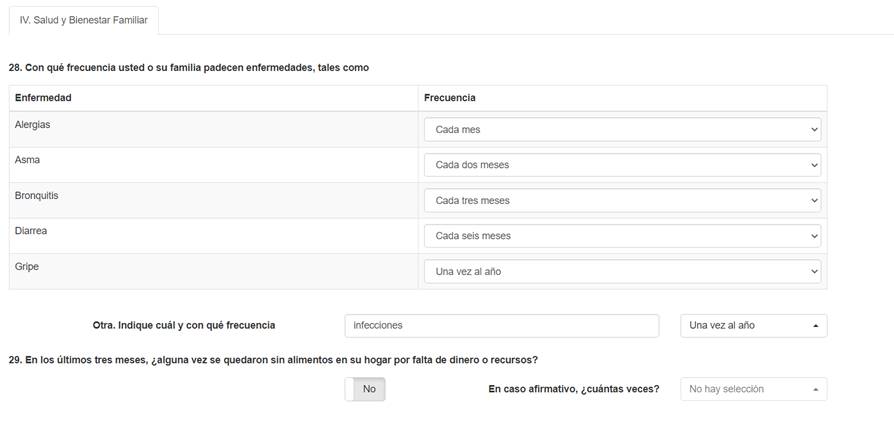 IV. Salud y Bienestar Familiar
28. Con qué frecuencia usted o su familia padecen enfermedades, tales como
Enfermedad Frecuencia
Alergias Cada mes
Asma Cada dos meses
Bronquitis Cada tres meses
Diarrea Cada seis meses
Gripe Una vez al año
Otra. Indique cuál y con qué frecuencia infecciones Una vez al año
29. En los últimos tres meses, ¿alguna vez se quedaron sin alimentos en su hogar por falta de dinero o recursos?
No En caso afirmativo, ¿cuántas veces? No hay selección